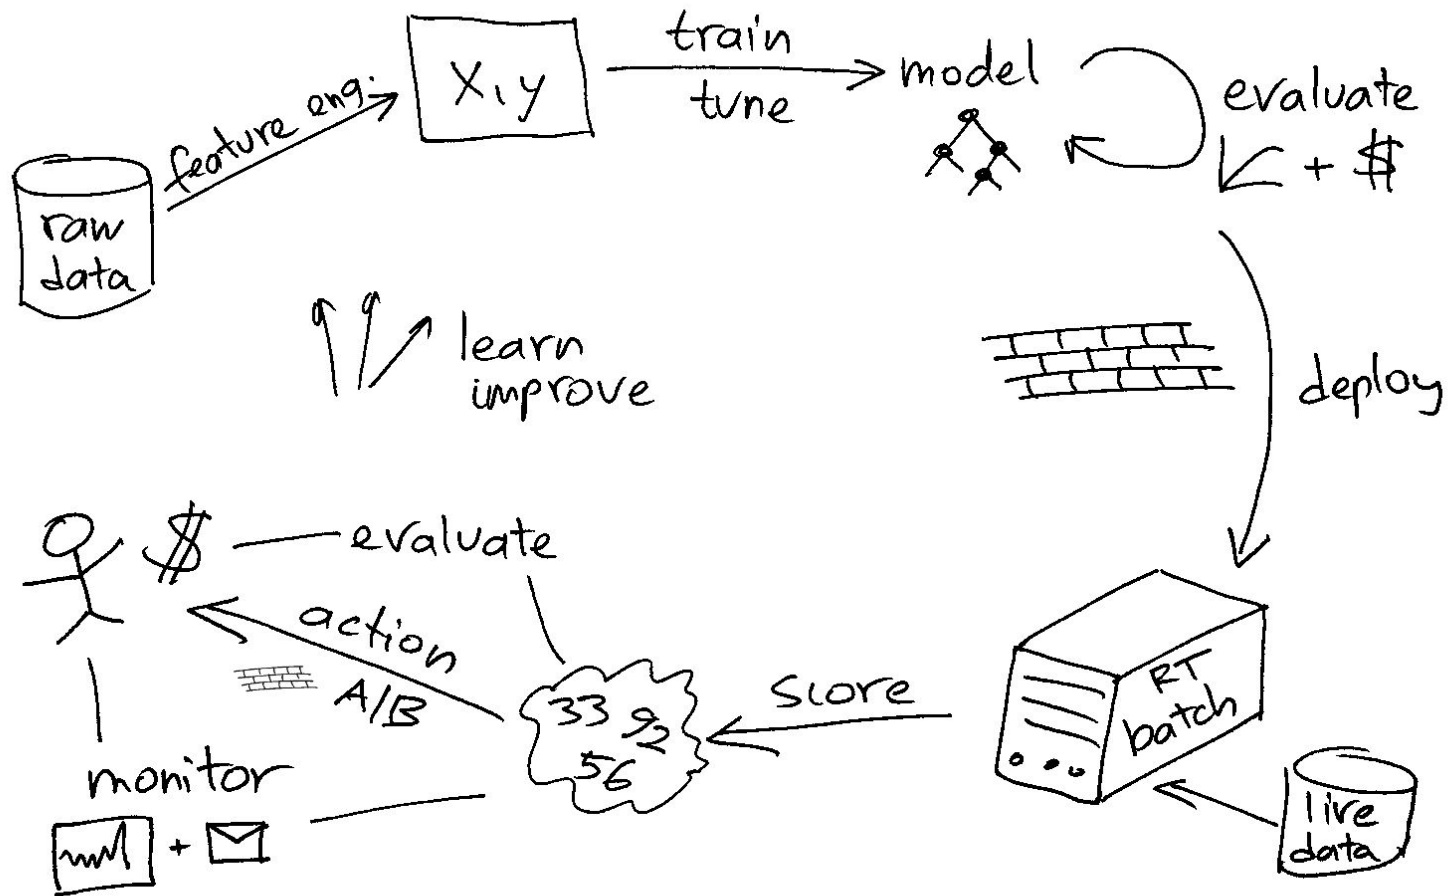 feature eng.
X, y
train
tune
model
evaluate
+ $
raw
data
learn
improve
deploy
$
evaluate
action
A/B
33 92
56
score
RT
batch
live
data
monitor
+